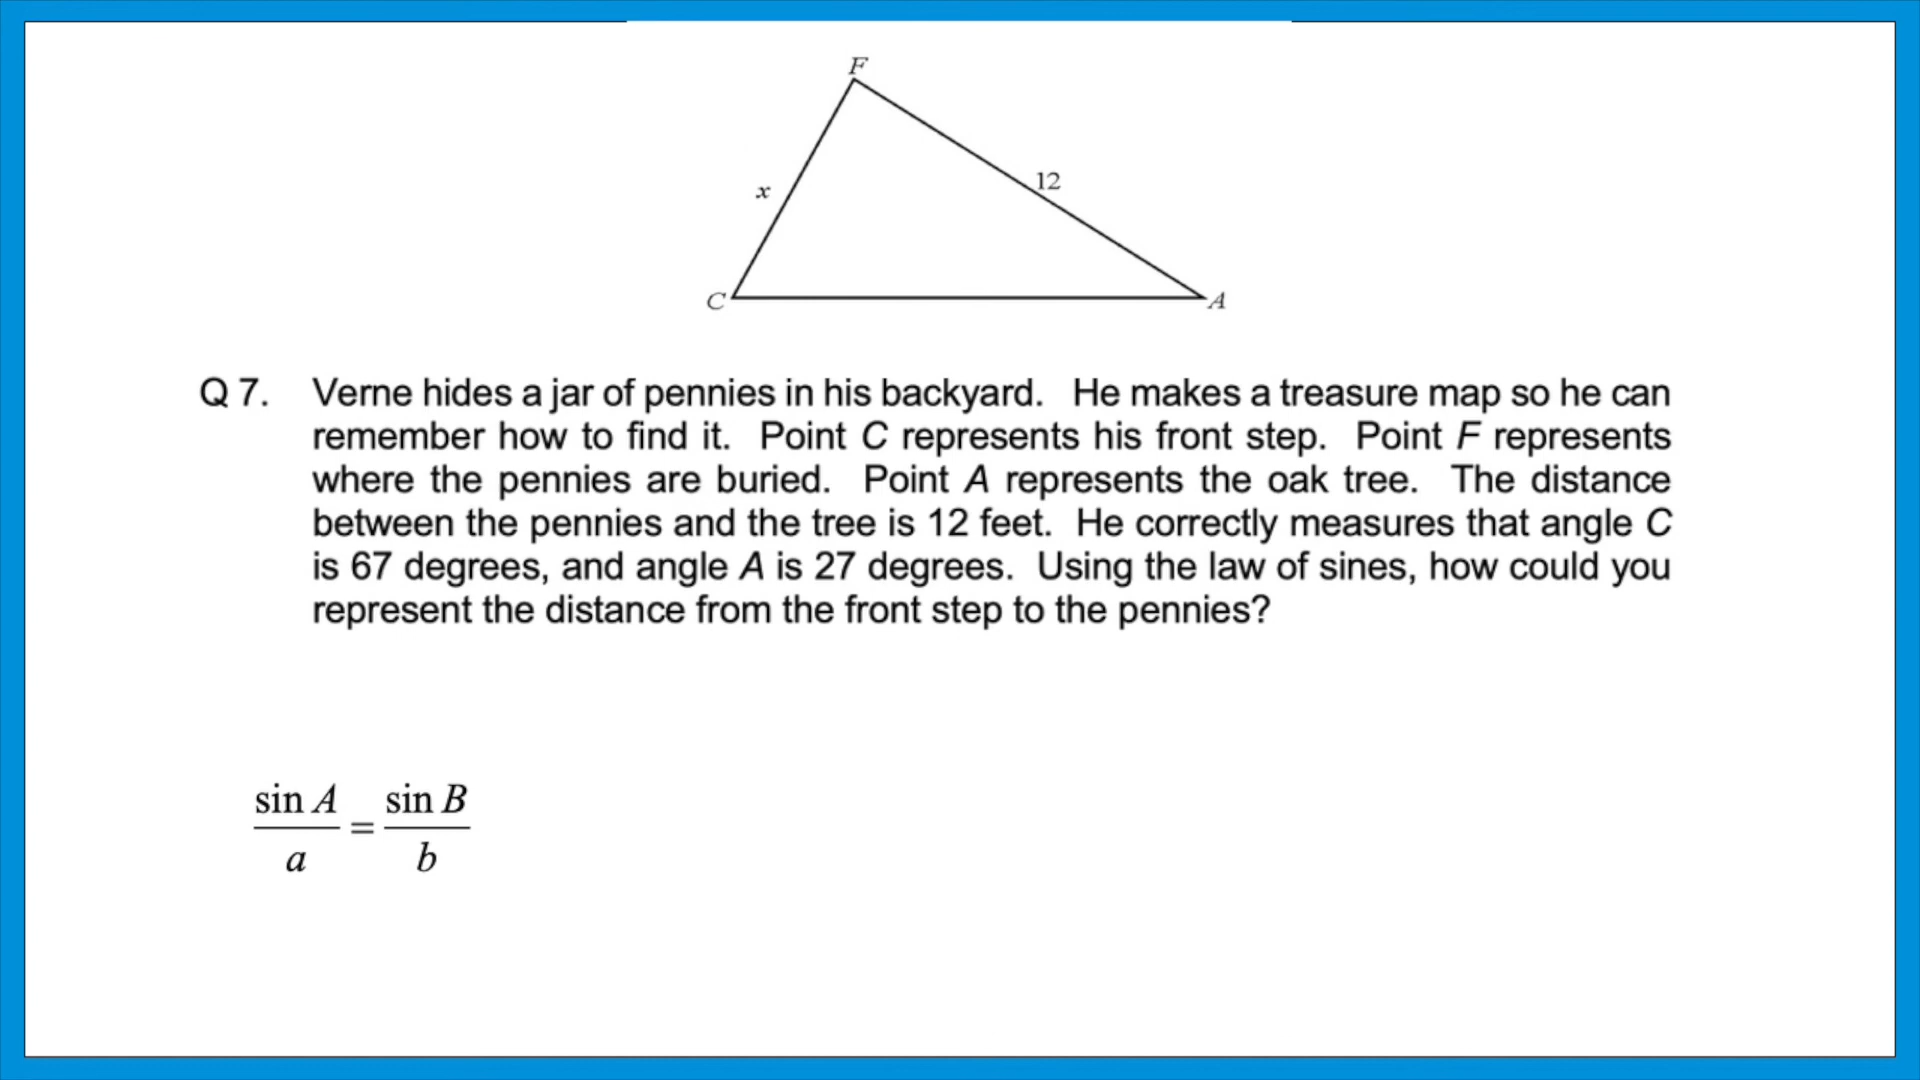 F
x
12
C
A
Q 7. Verne hides a jar of pennies in his backyard. He makes a treasure map so he can
remember how to find it. Point C represents his front step. Point F represents
where the pennies are buried. Point A represents the oak tree. The distance
between the pennies and the tree is 12 feet. He correctly measures that angle C
is 67 degrees, and angle A is 27 degrees. Using the law of sines, how could you
represent the distance from the front step to the pennies?
sin A = sin B
a b